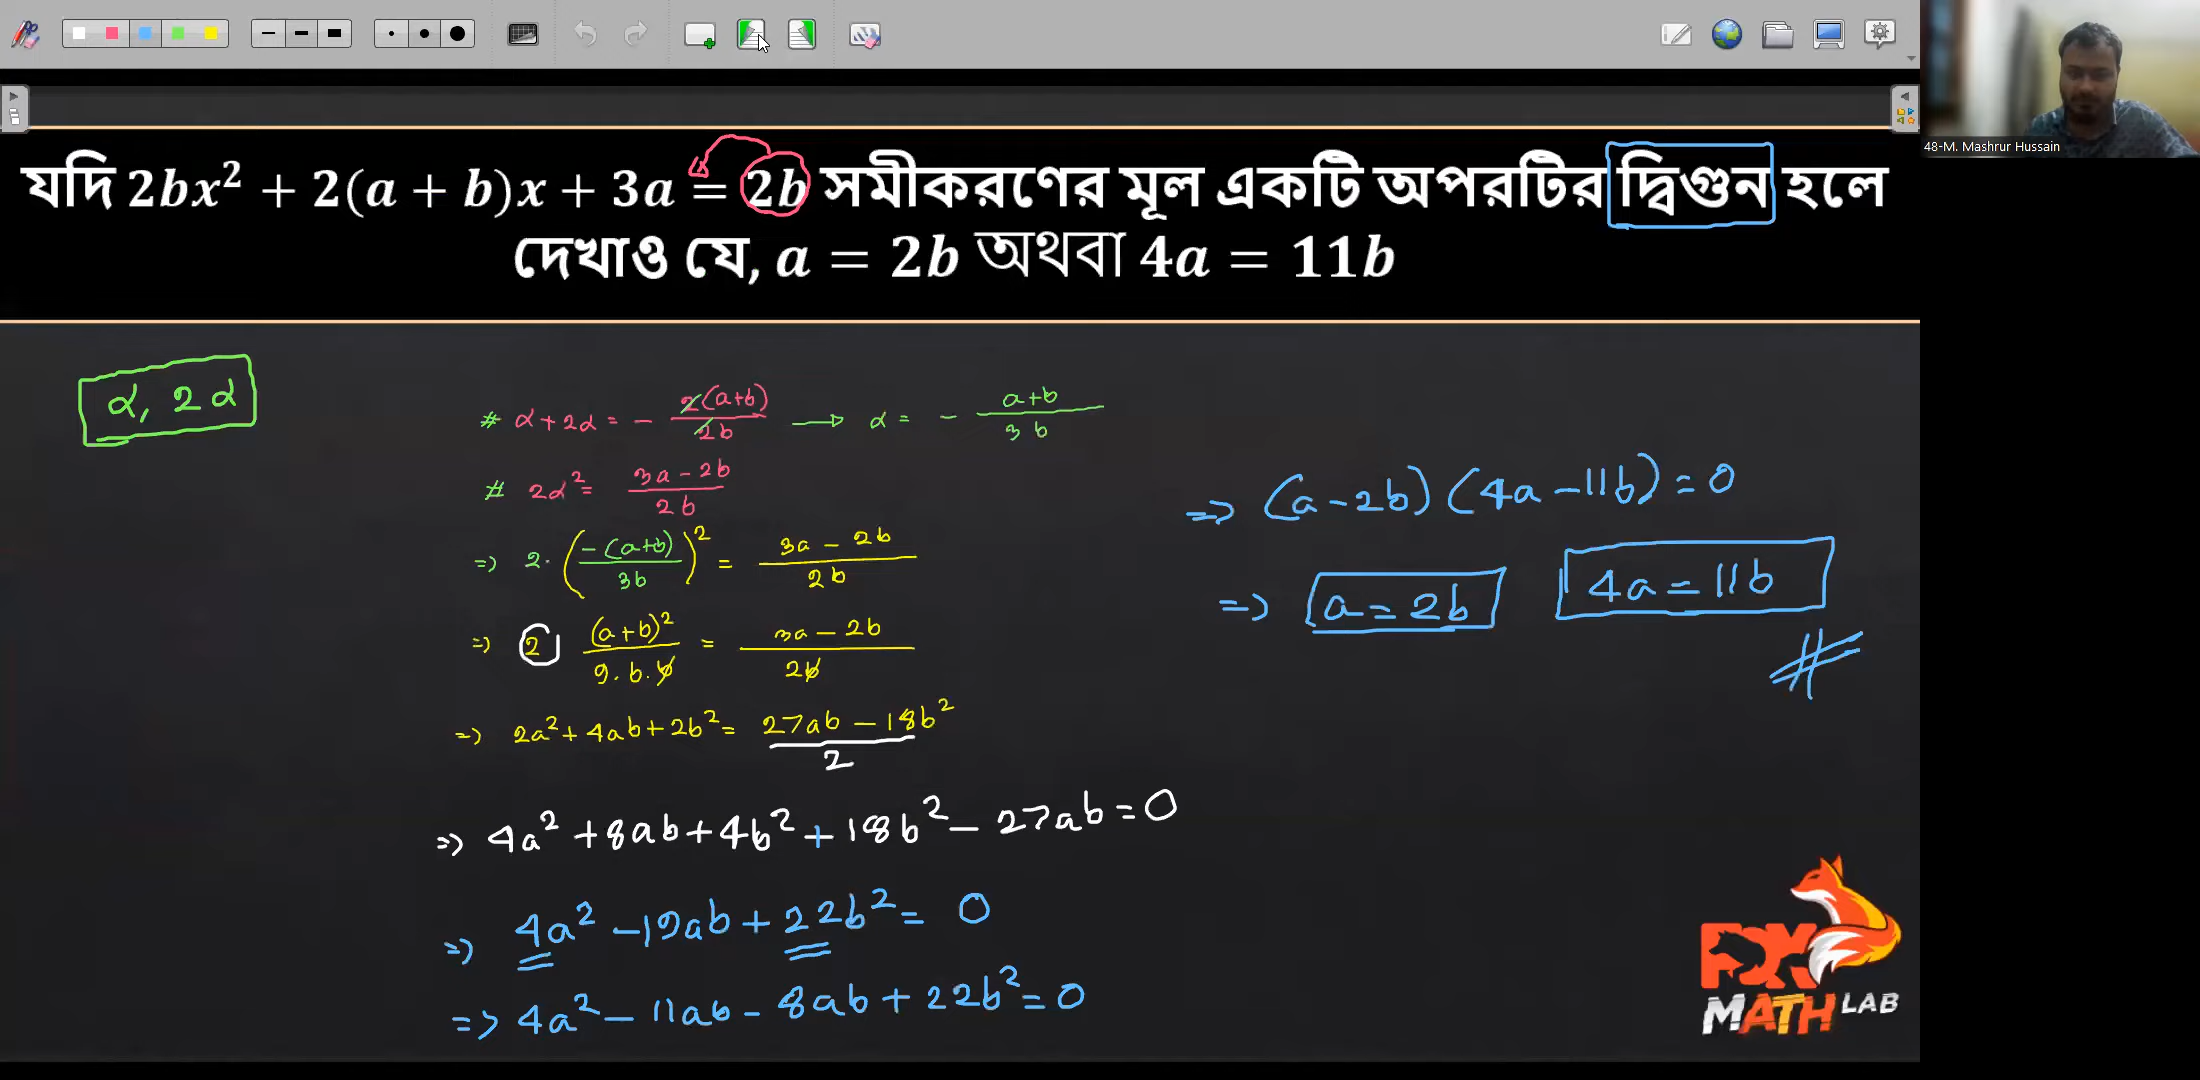 48-M. Mashrur Hussain
যদি 2bx² + 2(a + b)x + 3a = 2b সমীকরণের মূল একটি অপরটির দ্বিগুন হলে
দেখাও যে, a = 2b অথবা 4a = 11b
α, 2α
# α + 2α = - 2(a+b)/2b → α = - a+b/3b
# 2α² = 3a - 2b/2b
=> 2·(-(a+b)/3b)² = 3a - 2b/2b
=> 2 (a+b)²/9·b·b = 3a - 2b/2b
=> 2a² + 4ab + 2b² = 27ab - 18b²/2
=> 4a² + 8ab + 4b² + 18b² - 27ab = 0
=> 4a² - 19ab + 22b² = 0
=> 4a² - 11ab - 8ab + 22b² = 0
=> (a - 2b)(4a - 11b) = 0
=> a = 2b 4a = 11b
#
FOX
MATH LAB